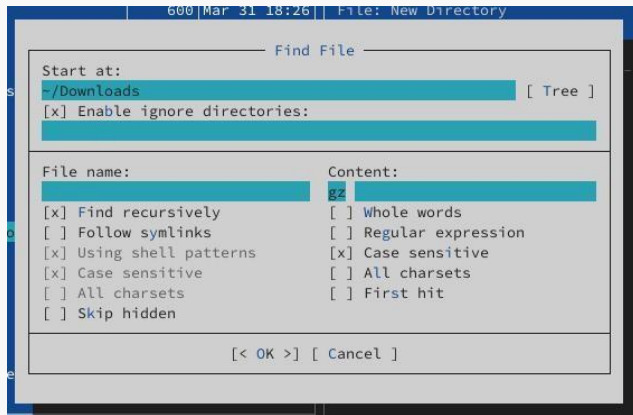 600|Mar 31 18:26|| File: New Directory
Find File
Start at:
~/Downloads [ Tree ]
[x] Enable ignore directories:
File name: Content:
gz
[x] Find recursively [ ] Whole words
[ ] Follow symlinks [ ] Regular expression
[x] Using shell patterns [x] Case sensitive
[x] Case sensitive [ ] All charsets
[ ] All charsets [ ] First hit
[ ] Skip hidden
[< OK >] [ Cancel ]